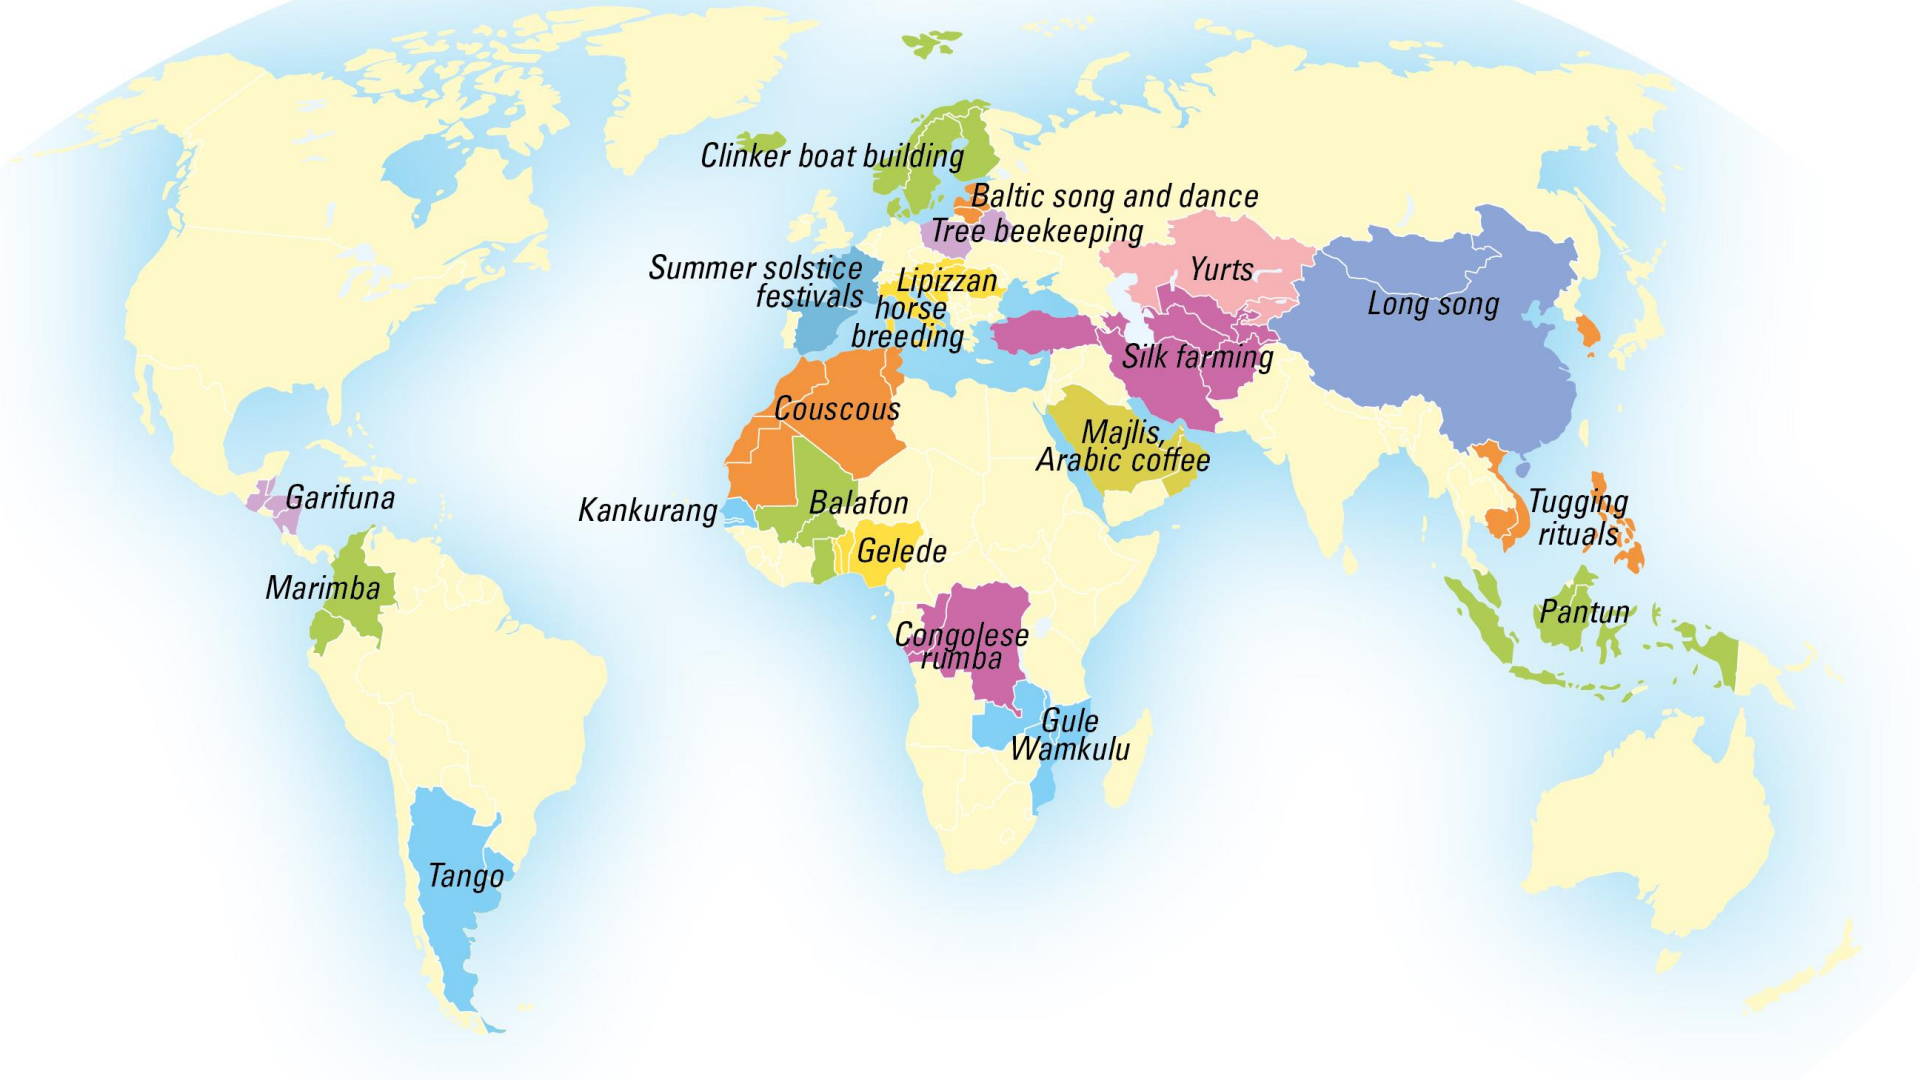 Clinker boat building
Baltic song and dance
Tree beekeeping
Summer solstice
festivals
Lipizzan
horse
breeding
Yurts
Long song
Silk farming
Couscous
Majlis,
Arabic coffee
Garifuna
Kankurang
Balafon
Tugging
rituals
Gelede
Marimba
Pantun
Congolese
rumba
Gule
Wamkulu
Tango